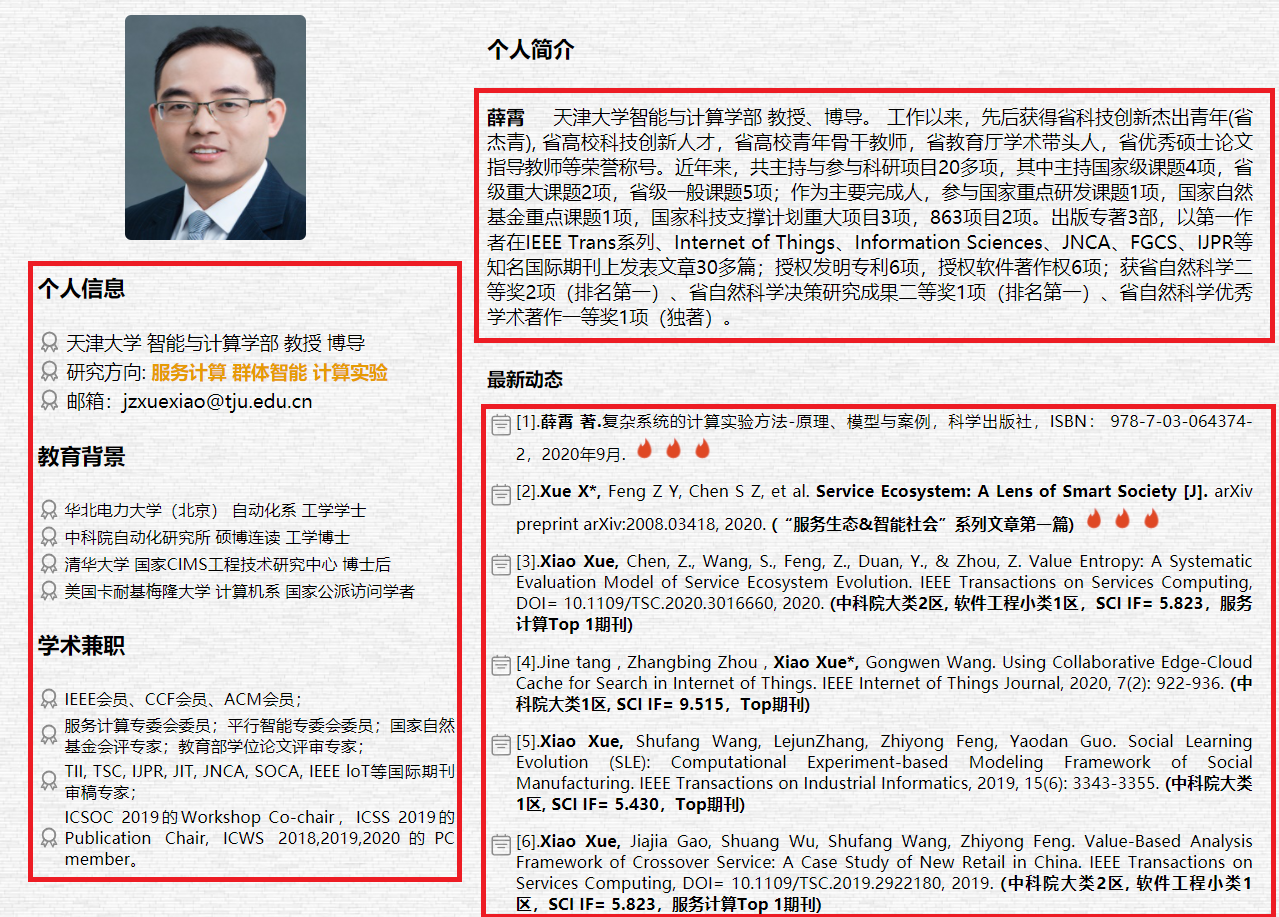 个人信息
天津大学 智能与计算学部 教授 博导
研究方向: 服务计算 群体智能 计算实验
邮箱：jzxuexiao@tju.edu.cn
教育背景
华北电力大学（北京） 自动化系 工学学士
中科院自动化研究所 硕博连读 工学博士
清华大学 国家CIMS工程技术研究中心 博士后
美国卡耐基梅隆大学 计算机系 国家公派访问学者
学术兼职
IEEE会员、CCF会员、ACM会员；
服务计算专委会委员；平行智能专委会委员；国家自然
基金会评专家；教育部学位论文评审专家；
TII, TSC, IJPR, JIT, JNCA, SOCA, IEEE IoT等国际期刊
审稿专家；
ICSOC 2019的Workshop Co-chair，ICSS 2019的
Publication Chair, ICWS 2018,2019,2020 的 PC
member。
个人简介
薛霄 天津大学智能与计算学部 教授、博导。 工作以来，先后获得省科技创新杰出青年(省
杰青), 省高校科技创新人才，省高校青年骨干教师，省教育厅学术带头人，省优秀硕士论文
指导教师等荣誉称号。近年来，共主持与参与科研项目20多项，其中主持国家级课题4项，省
级重大课题2项，省级一般课题5项；作为主要完成人，参与国家重点研发课题1项，国家自然
基金重点课题1项，国家科技支撑计划重大项目3项，863项目2项。出版专著3部，以第一作
者在IEEE Trans系列、Internet of Things、Information Sciences、JNCA、FGCS、IJPR等
知名国际期刊上发表文章30多篇；授权发明专利6项，授权软件著作权6项；获省自然科学二
等奖2项（排名第一）、省自然科学决策研究成果二等奖1项（排名第一）、省自然科学优秀
学术著作一等奖1项（独著）。
最新动态
[1].薛霄 著.复杂系统的计算实验方法-原理、模型与案例，科学出版社，ISBN： 978-7-03-064374-
2，2020年9月.
[2].Xue X*, Feng Z Y, Chen S Z, et al. Service Ecosystem: A Lens of Smart Society [J]. arXiv
preprint arXiv:2008.03418, 2020. (“服务生态&智能社会”系列文章第一篇)
[3].Xiao Xue, Chen, Z., Wang, S., Feng, Z., Duan, Y., & Zhou, Z. Value Entropy: A Systematic
Evaluation Model of Service Ecosystem Evolution. IEEE Transactions on Services Computing,
DOI= 10.1109/TSC.2020.3016660, 2020. (中科院大类2区, 软件工程小类1区，SCI IF= 5.823，服务
计算Top 1期刊)
[4].Jine tang , Zhangbing Zhou , Xiao Xue*, Gongwen Wang. Using Collaborative Edge-Cloud
Cache for Search in Internet of Things. IEEE Internet of Things Journal, 2020, 7(2): 922-936. (中
科院大类1区, SCI IF= 9.515，Top期刊)
[5].Xiao Xue, Shufang Wang, LejunZhang, Zhiyong Feng, Yaodan Guo. Social Learning
Evolution (SLE): Computational Experiment-based Modeling Framework of Social
Manufacturing. IEEE Transactions on Industrial Informatics, 2019, 15(6): 3343-3355. (中科院大类
1区, SCI IF= 5.430，Top期刊)
[6].Xiao Xue, Jiajia Gao, Shuang Wu, Shufang Wang, Zhiyong Feng. Value-Based Analysis
Framework of Crossover Service: A Case Study of New Retail in China. IEEE Transactions on
Services Computing, DOI= 10.1109/TSC.2019.2922180, 2019. (中科院大类2区, 软件工程小类1
区，SCI IF= 5.823，服务计算Top 1期刊)